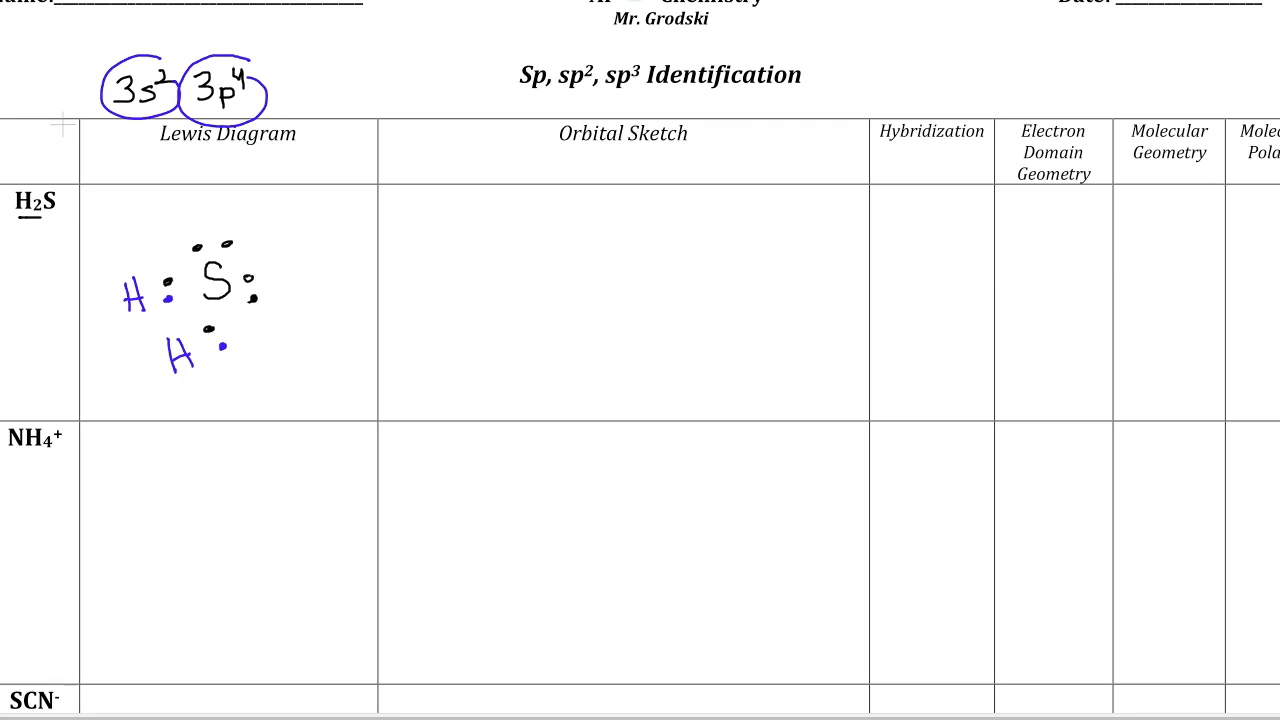 Mr. Grodski
3s² 3p⁴
Sp, sp², sp³ Identification
Lewis Diagram
Orbital Sketch
Hybridization
Electron
Domain
Geometry
Molecular
Geometry
H₂S
S
H
H
NH₄⁺
SCN⁻